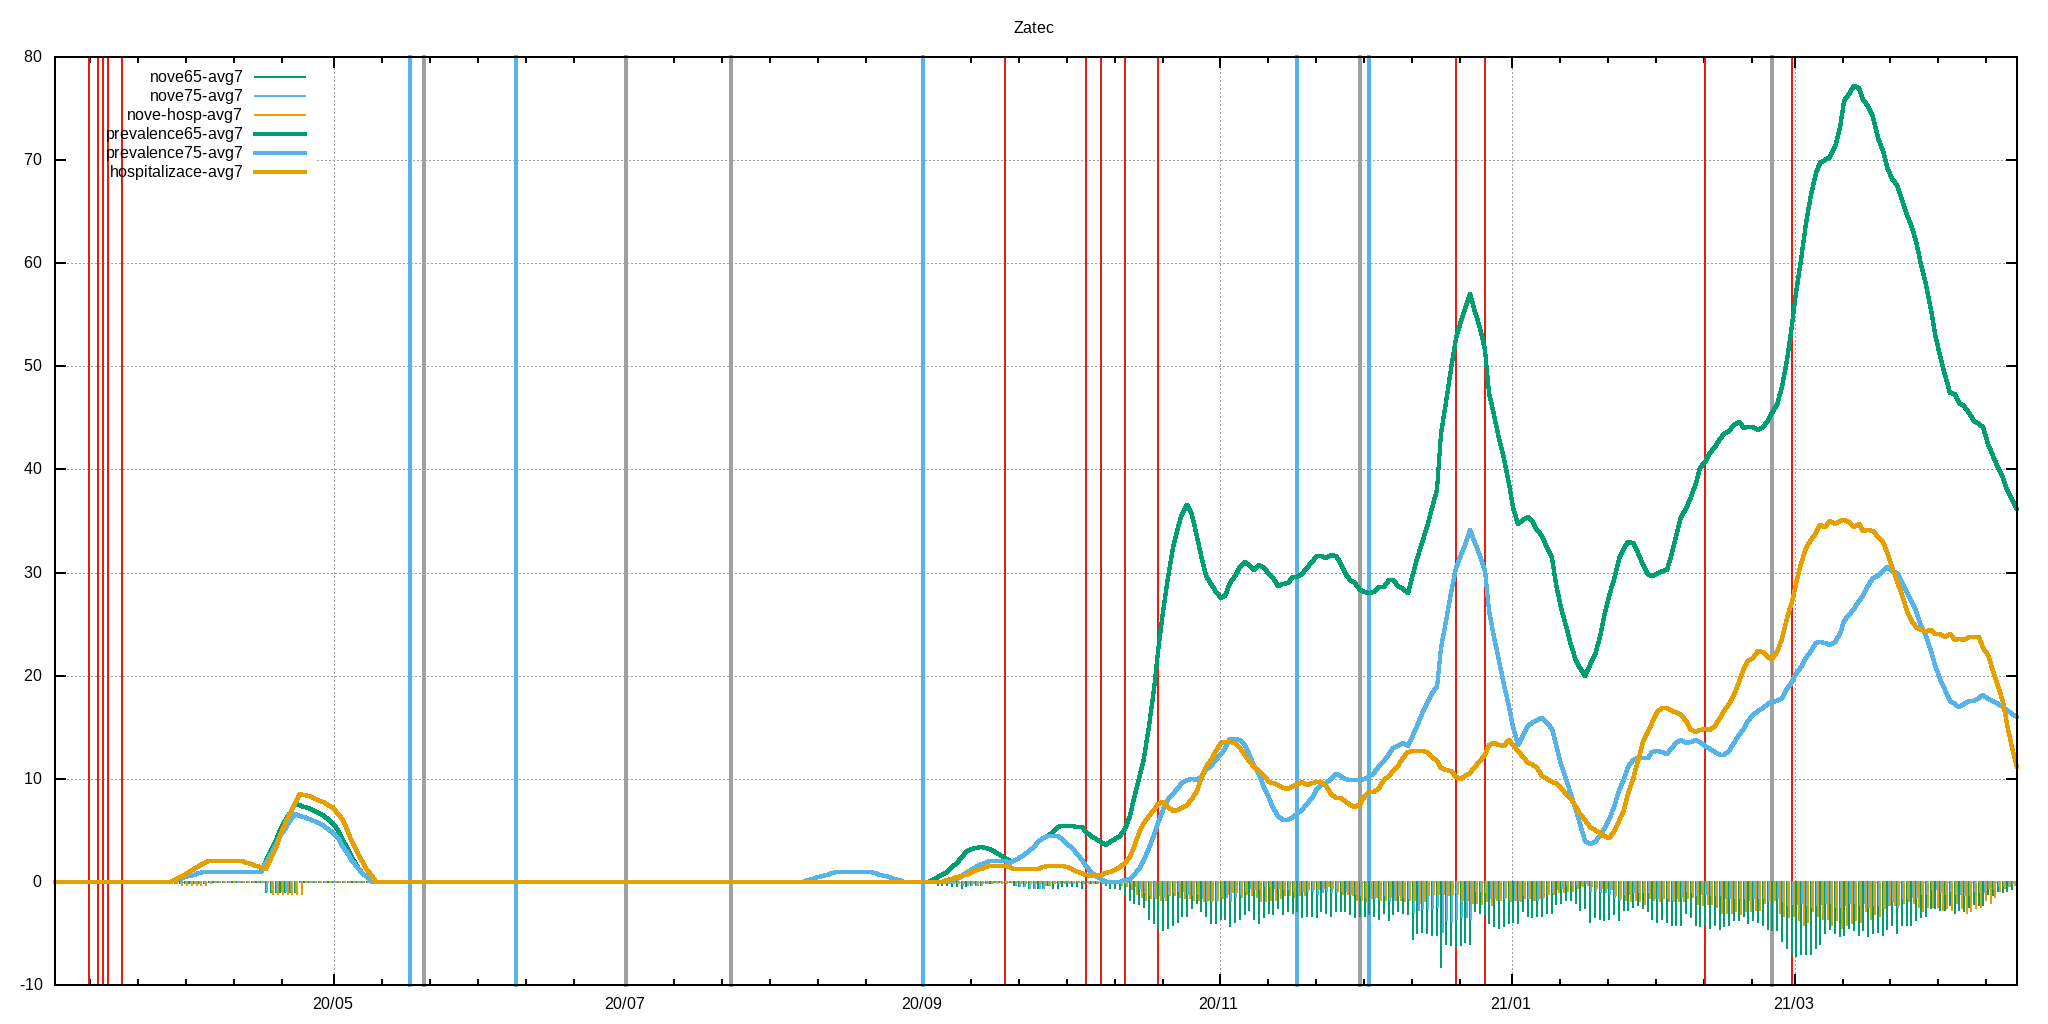 Zatec
80
70
60
50
40
30
20
10
0
-10
nove65-avg7
nove75-avg7
nove-hosp-avg7
prevalence65-avg7
prevalence75-avg7
hospitalizace-avg7
20/05 20/07 20/09 20/11 21/01 21/03